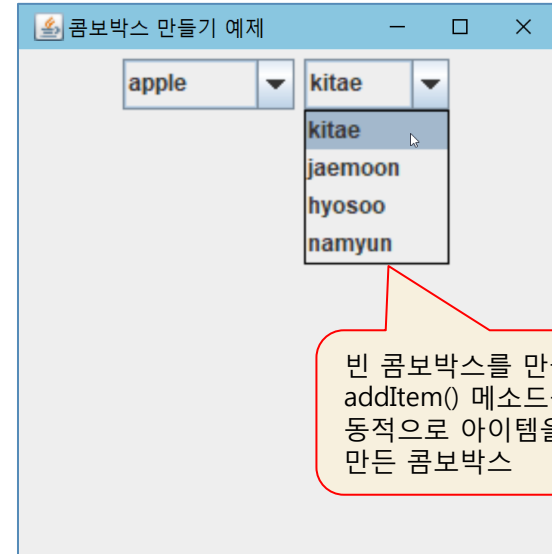 콤보박스 만들기 예제
apple
kitae
kitae
jaemoon
hyosoo
namyun
빈 콤보박스를
addItem() 메소드
동적으로 아이템을
만든 콤보박스